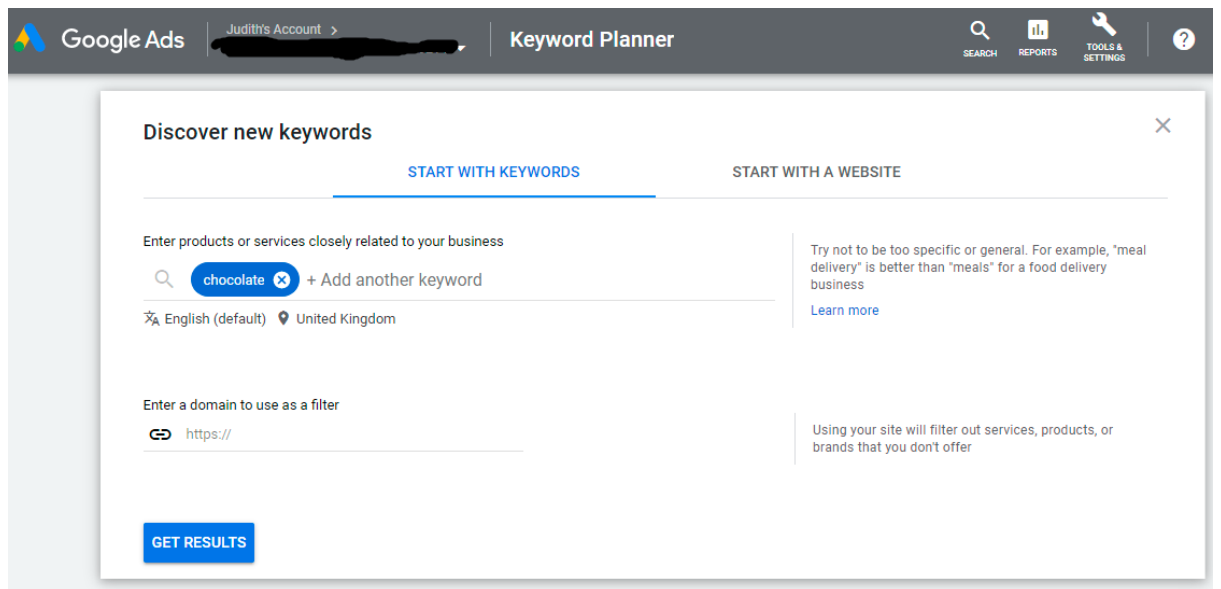 Google Ads
Judith's Account >
Keyword Planner
SEARCH
REPORTS
TOOLS &
SETTINGS
?
Discover new keywords
START WITH KEYWORDS
START WITH A WEBSITE
Enter products or services closely related to your business
chocolate
+ Add another keyword
English (default)
United Kingdom
Try not to be too specific or general. For example, "meal
delivery" is better than "meals" for a food delivery
business
Learn more
Enter a domain to use as a filter
https://
Using your site will filter out services, products, or
brands that you don't offer
GET RESULTS